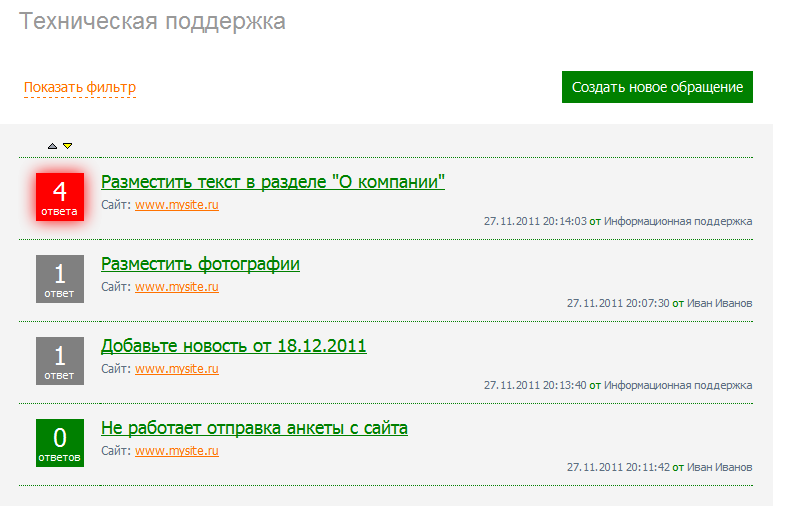 Техническая поддержка
Показать фильтр
Создать новое обращение
4
ответа
Разместить текст в разделе "О компании"
Сайт: www.mysite.ru
27.11.2011 20:14:03 от Информационная поддержка
1
ответ
Разместить фотографии
Сайт: www.mysite.ru
27.11.2011 20:07:30 от Иван Иванов
1
ответ
Добавьте новость от 18.12.2011
Сайт: www.mysite.ru
27.11.2011 20:13:40 от Информационная поддержка
0
ответов
Не работает отправка анкеты с сайта
Сайт: www.mysite.ru
27.11.2011 20:11:42 от Иван Иванов